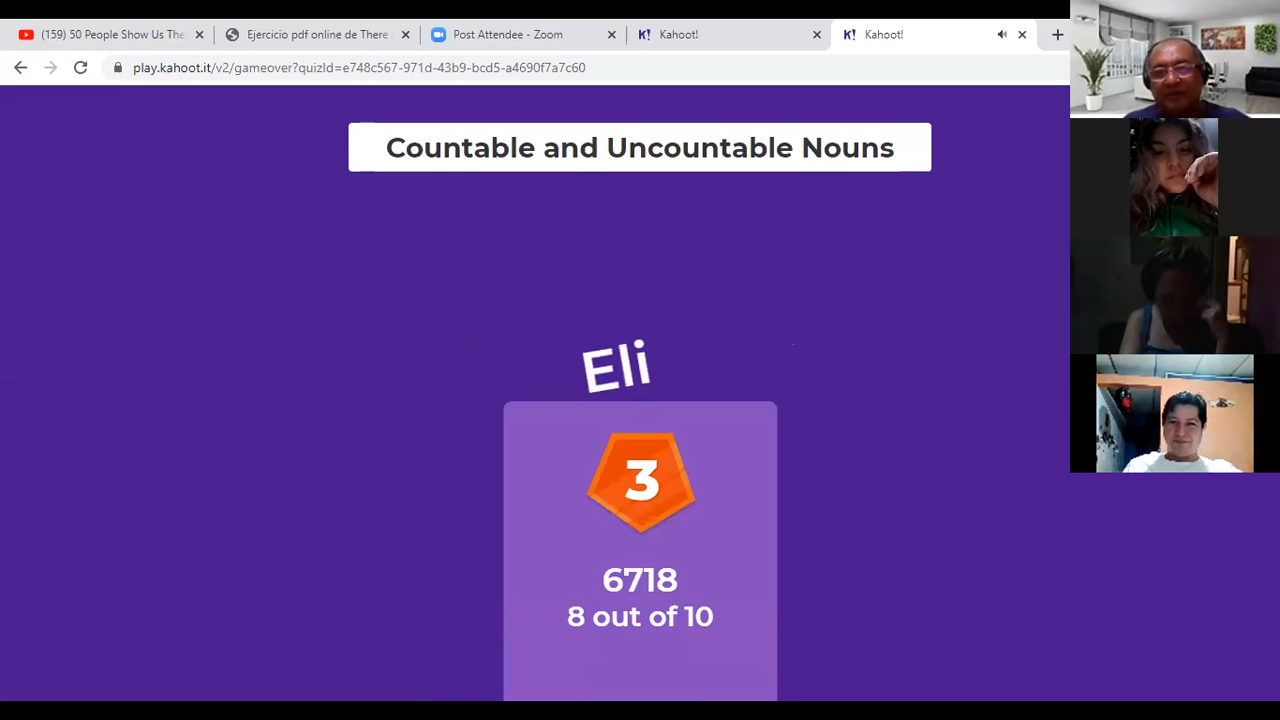 (159) 50 People Show Us The
Ejercicio pdf online de There
Post Attendee - Zoom
K! Kahoot!
K! Kahoot!
play.kahoot.it/v2/gameover?quizId=e748c567-971d-43b9-bcd5-a4690f7a7c60
Countable and Uncountable Nouns
Eli
3
6718
8 out of 10